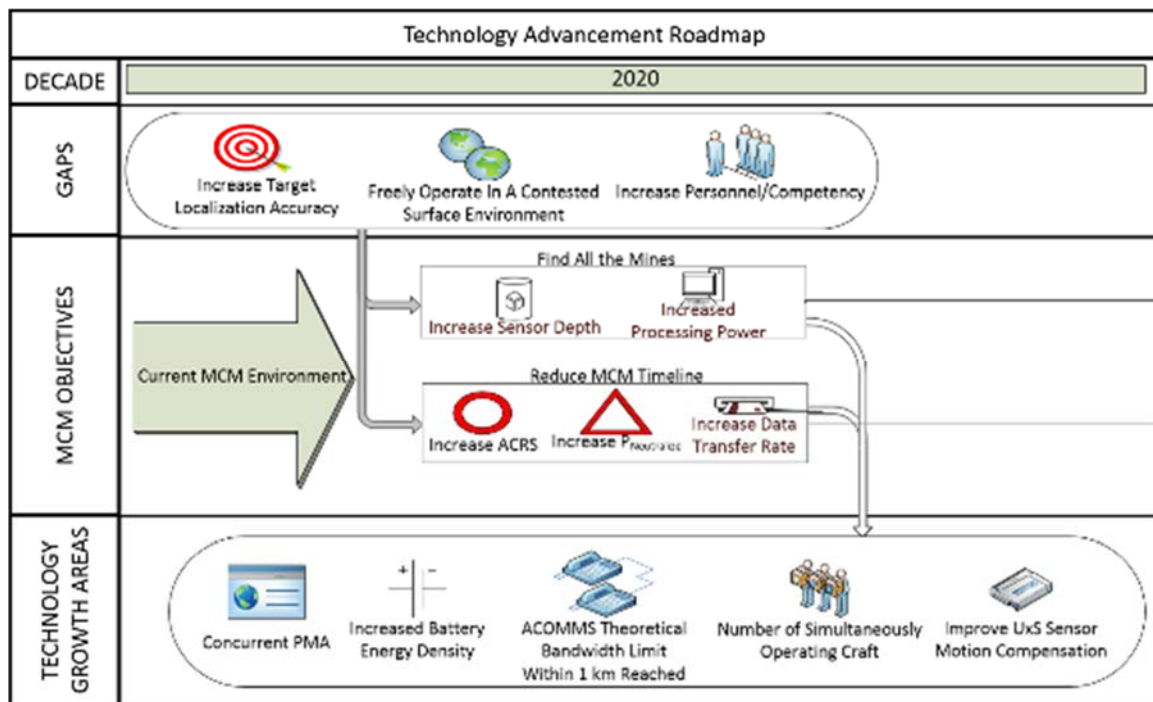 Technology Advancement Roadmap
DECADE
2020
GAPS
Increase Target
Localization Accuracy
Freely Operate In A Contested
Surface Environment
Increase Personnel/Competency
MCM OBJECTIVES
Current MCM Environment
Find All the Mines
Increase Sensor Depth
Increased
Processing Power
Reduce MCM Timeline
Increase ACRS
Increase P
Increase Data
Transfer Rate
TECHNOLOGY
GROWTH AREAS
Concurrent PMA
Increased Battery
Energy Density
ACOMMS Theoretical
Bandwidth Limit
Within 1 km Reached
Number of Simultaneously
Operating Craft
Improve UxS Sensor
Motion Compensation